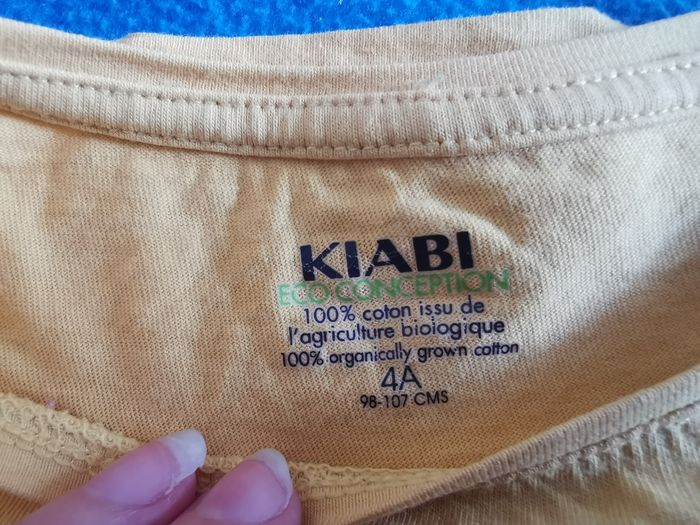 KIABI
ECO CONCEPTION
100% coton issu de
l'agriculture biologique
100% organically grown cotton
4A
98-107 CMS